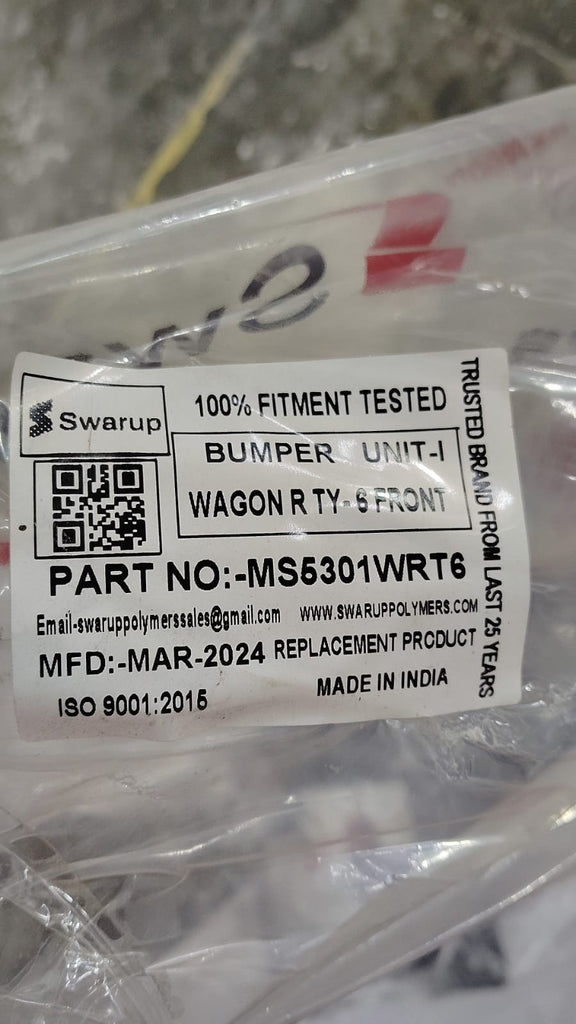 Swarup
100% FITMENT TESTED
BUMPER UNIT-I
WAGON R TY-6 FRONT
PART NO:-MS5301WRT6
Email-swaruppolymerssales@gmail.com WWW.SWARUPPOLYMERS.COM
MFD:-MAR-2024 REPLACEMENT PRODUCT
ISO 9001:2015 MADE IN INDIA
TRUSTED BRAND FROM LAST 25 YEARS